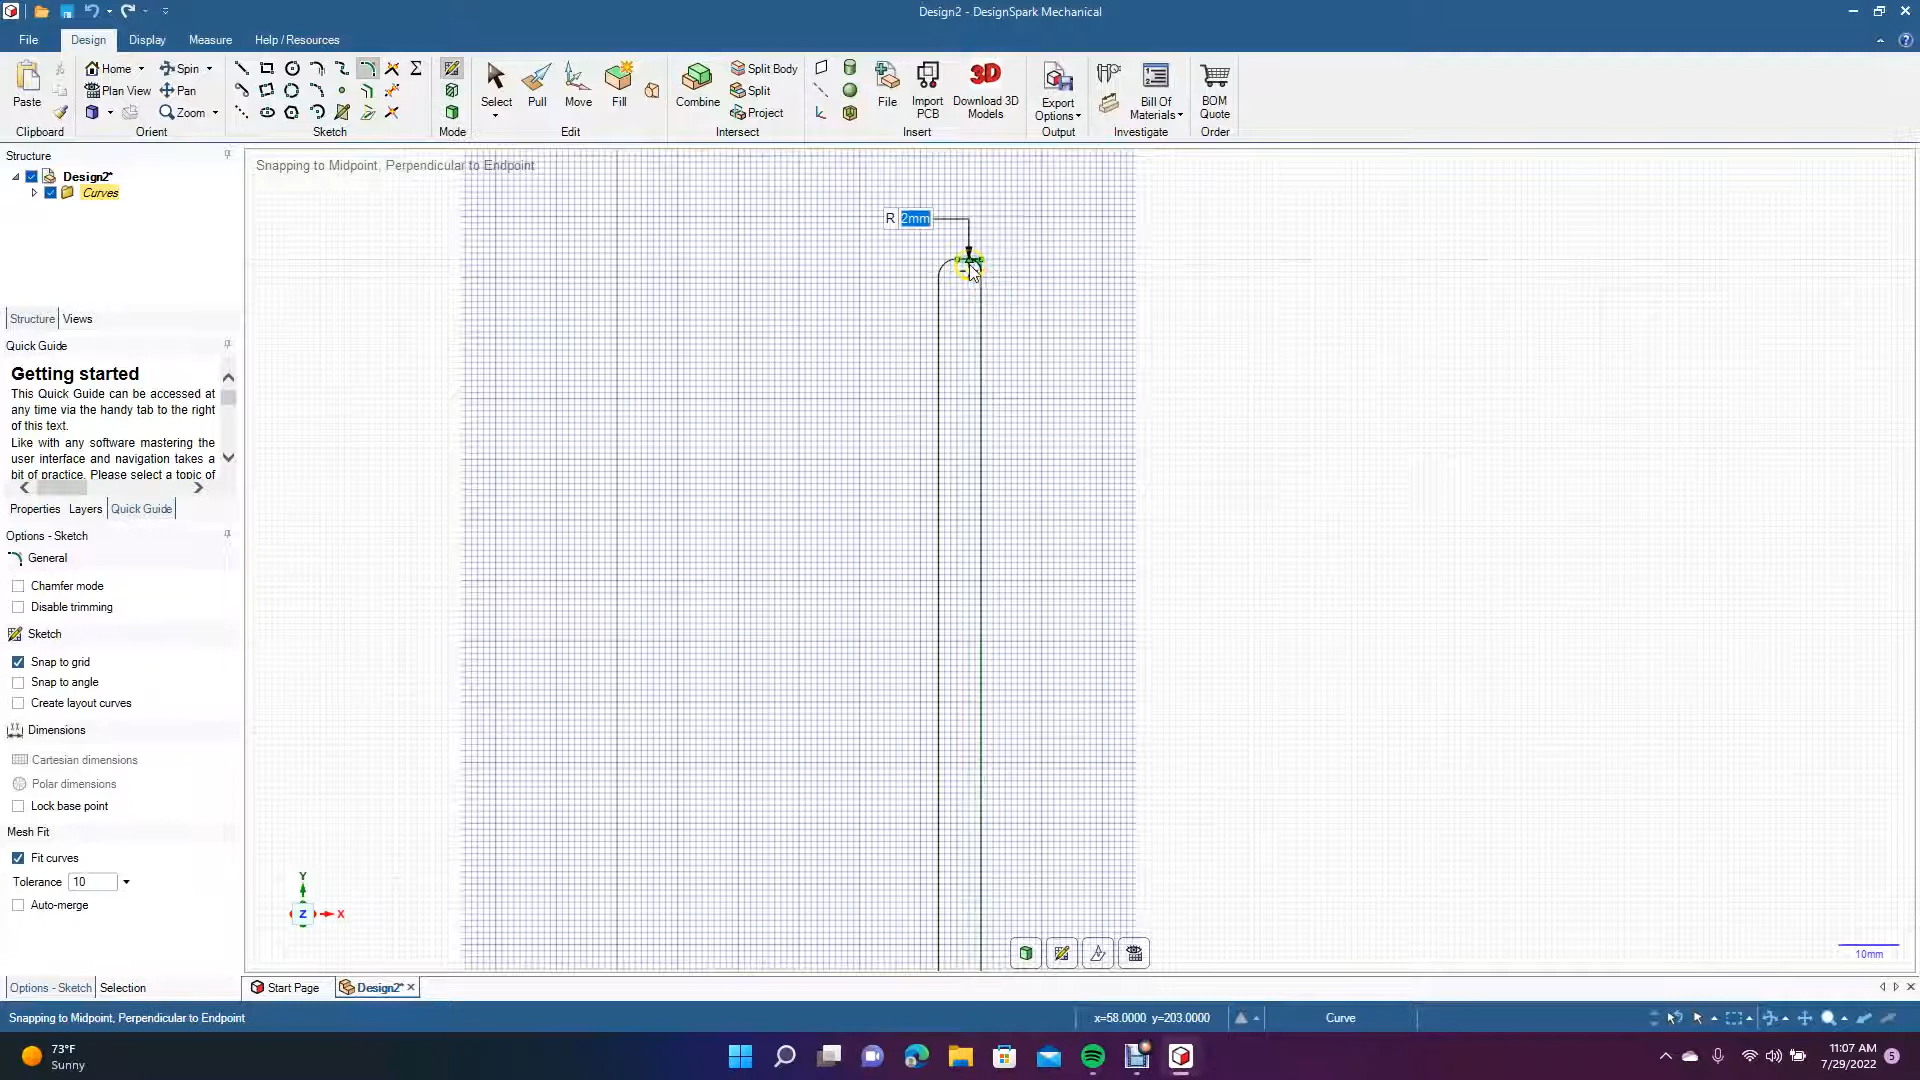 Design2 - DesignSpark Mechanical
File Design Display Measure Help / Resources
Paste
Home
Plan View
Spin
Pan
Zoom
Select
Pull
Move
Fill
Combine
Split Body
Split
Project
File
Import PCB
Download 3D Models
3D
Export Options
Bill Of Materials
BOM Quote
Clipboard Orient Sketch Mode Edit Intersect Insert Output Investigate Order
Structure
Design2*
Curves
Structure Views
Quick Guide
Getting started
This Quick Guide can be accessed at
any time via the handy tab to the right
of this text.
Like with any software mastering the
user interface and navigation takes a
bit of practice. Please select a topic of
Properties Layers Quick Guide
Options - Sketch
General
Chamfer mode
Disable trimming
Sketch
Snap to grid
Snap to angle
Create layout curves
Dimensions
Cartesian dimensions
Polar dimensions
Lock base point
Mesh Fit
Fit curves
Tolerance 10
Auto-merge
Options - Sketch Selection
Snapping to Midpoint, Perpendicular to Endpoint
R 2mm
Y
Z X
10mm
Start Page Design2*
Snapping to Midpoint, Perpendicular to Endpoint x=58.0000 y=203.0000 Curve
73°F
Sunny
11:07 AM
7/29/2022
5